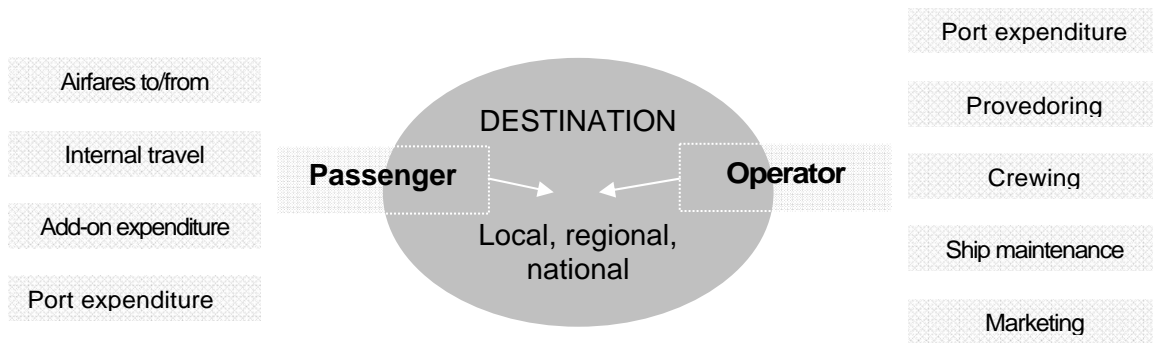 Airfares to/from
Internal travel
Add-on expenditure
Port expenditure
Passenger
DESTINATION
Local, regional,
national
Operator
Port expenditure
Provedoring
Crewing
Ship maintenance
Marketing